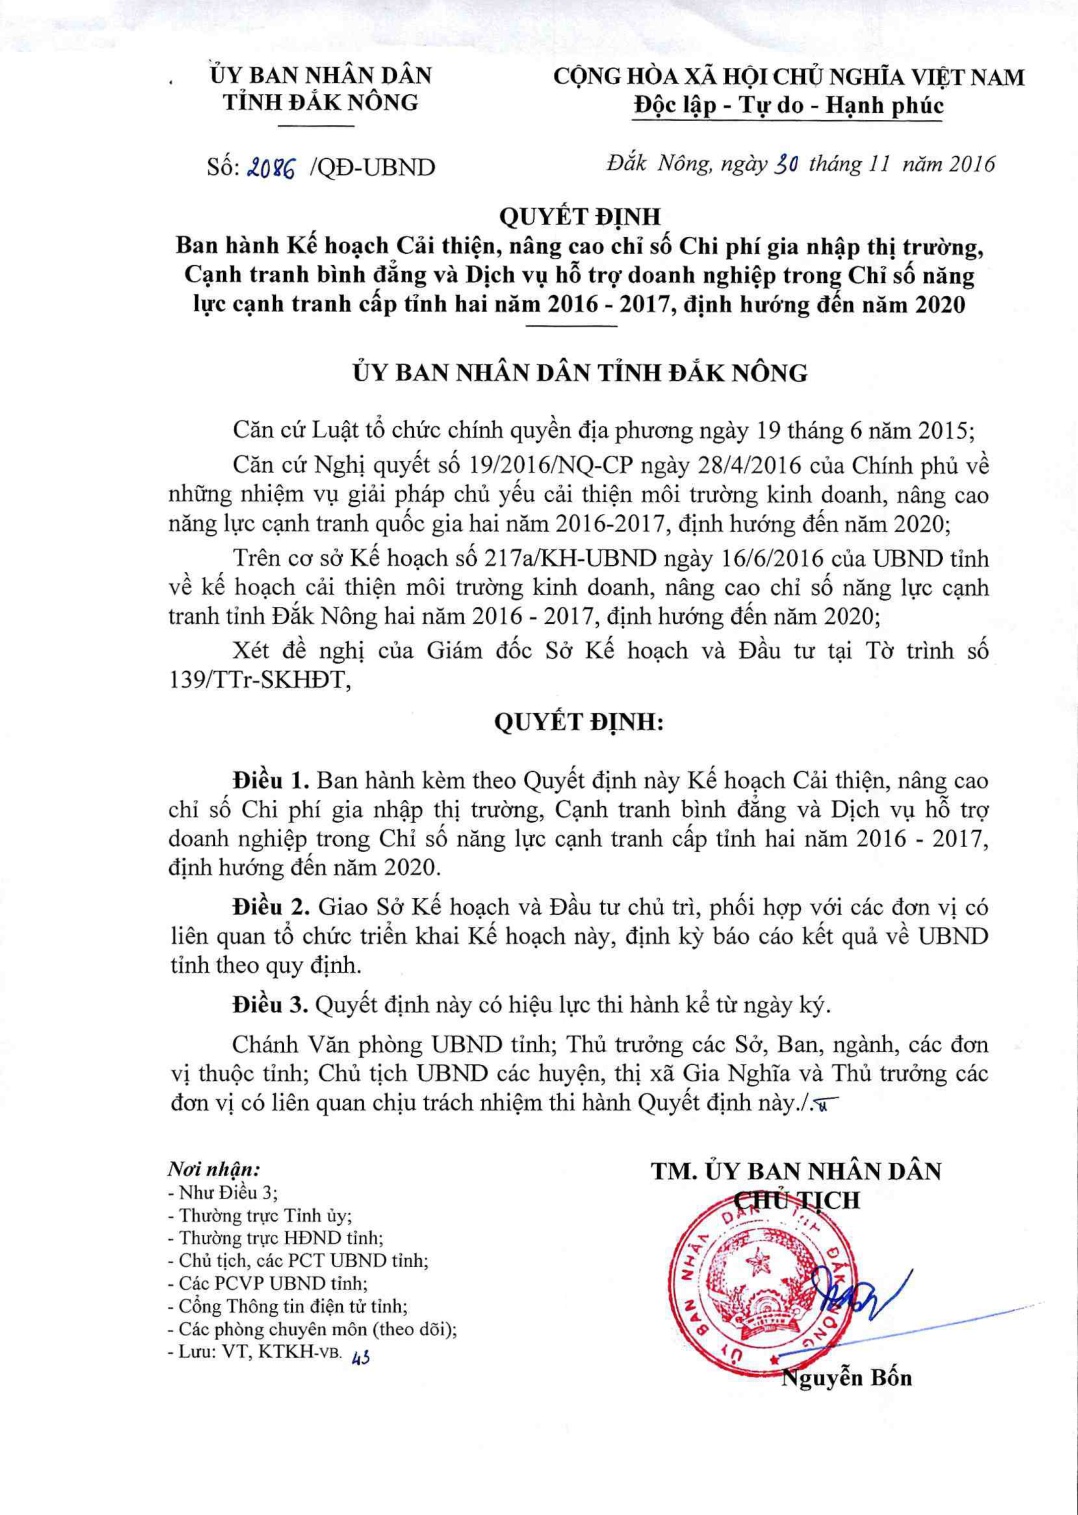 ỦY BAN NHÂN DÂN
TỈNH ĐẮK NÔNG
CỘNG HÒA XÃ HỘI CHỦ NGHĨA VIỆT NAM
Độc lập - Tự do - Hạnh phúc
Số: 2086 /QĐ-UBND
Đắk Nông, ngày 30 tháng 11 năm 2016
QUYẾT ĐỊNH
Ban hành Kế hoạch Cải thiện, nâng cao chỉ số Chi phí gia nhập thị trường,
Cạnh tranh bình đẳng và Dịch vụ hỗ trợ doanh nghiệp trong Chỉ số năng
lực cạnh tranh cấp tỉnh hai năm 2016 - 2017, định hướng đến năm 2020
ỦY BAN NHÂN DÂN TỈNH ĐẮK NÔNG
Căn cứ Luật tổ chức chính quyền địa phương ngày 19 tháng 6 năm 2015;
Căn cứ Nghị quyết số 19/2016/NQ-CP ngày 28/4/2016 của Chính phủ về
những nhiệm vụ giải pháp chủ yếu cải thiện môi trường kinh doanh, nâng cao
năng lực cạnh tranh quốc gia hai năm 2016-2017, định hướng đến năm 2020;
Trên cơ sở Kế hoạch số 217a/KH-UBND ngày 16/6/2016 của UBND tỉnh
về kế hoạch cải thiện môi trường kinh doanh, nâng cao chỉ số năng lực cạnh
tranh tỉnh Đắk Nông hai năm 2016 - 2017, định hướng đến năm 2020;
Xét đề nghị của Giám đốc Sở Kế hoạch và Đầu tư tại Tờ trình số
139/TTr-SKHĐT,
QUYẾT ĐỊNH:
Điều 1. Ban hành kèm theo Quyết định này Kế hoạch Cải thiện, nâng cao
chỉ số Chi phí gia nhập thị trường, Cạnh tranh bình đẳng và Dịch vụ hỗ trợ
doanh nghiệp trong Chỉ số năng lực cạnh tranh cấp tỉnh hai năm 2016 - 2017,
định hướng đến năm 2020.
Điều 2. Giao Sở Kế hoạch và Đầu tư chủ trì, phối hợp với các đơn vị có
liên quan tổ chức triển khai Kế hoạch này, định kỳ báo cáo kết quả về UBND
tỉnh theo quy định.
Điều 3. Quyết định này có hiệu lực thi hành kể từ ngày ký.
Chánh Văn phòng UBND tỉnh; Thủ trưởng các Sở, Ban, ngành, các đơn
vị thuộc tỉnh; Chủ tịch UBND các huyện, thị xã Gia Nghĩa và Thủ trưởng các
đơn vị có liên quan chịu trách nhiệm thi hành Quyết định này./.
Nơi nhận:
- Như Điều 3;
- Thường trực Tỉnh ủy;
- Thường trực HĐND tỉnh;
- Chủ tịch, các PCT UBND tỉnh;
- Các PCVP UBND tỉnh;
- Cổng Thông tin điện tử tỉnh;
- Các phòng chuyên môn (theo dõi);
- Lưu: VT, KTKH-VB. 43
TM. ỦY BAN NHÂN DÂN
CHỦ TỊCH
ỦY BAN NHÂN DÂN TỈNH ĐẮK NÔNG
Nguyễn Bốn